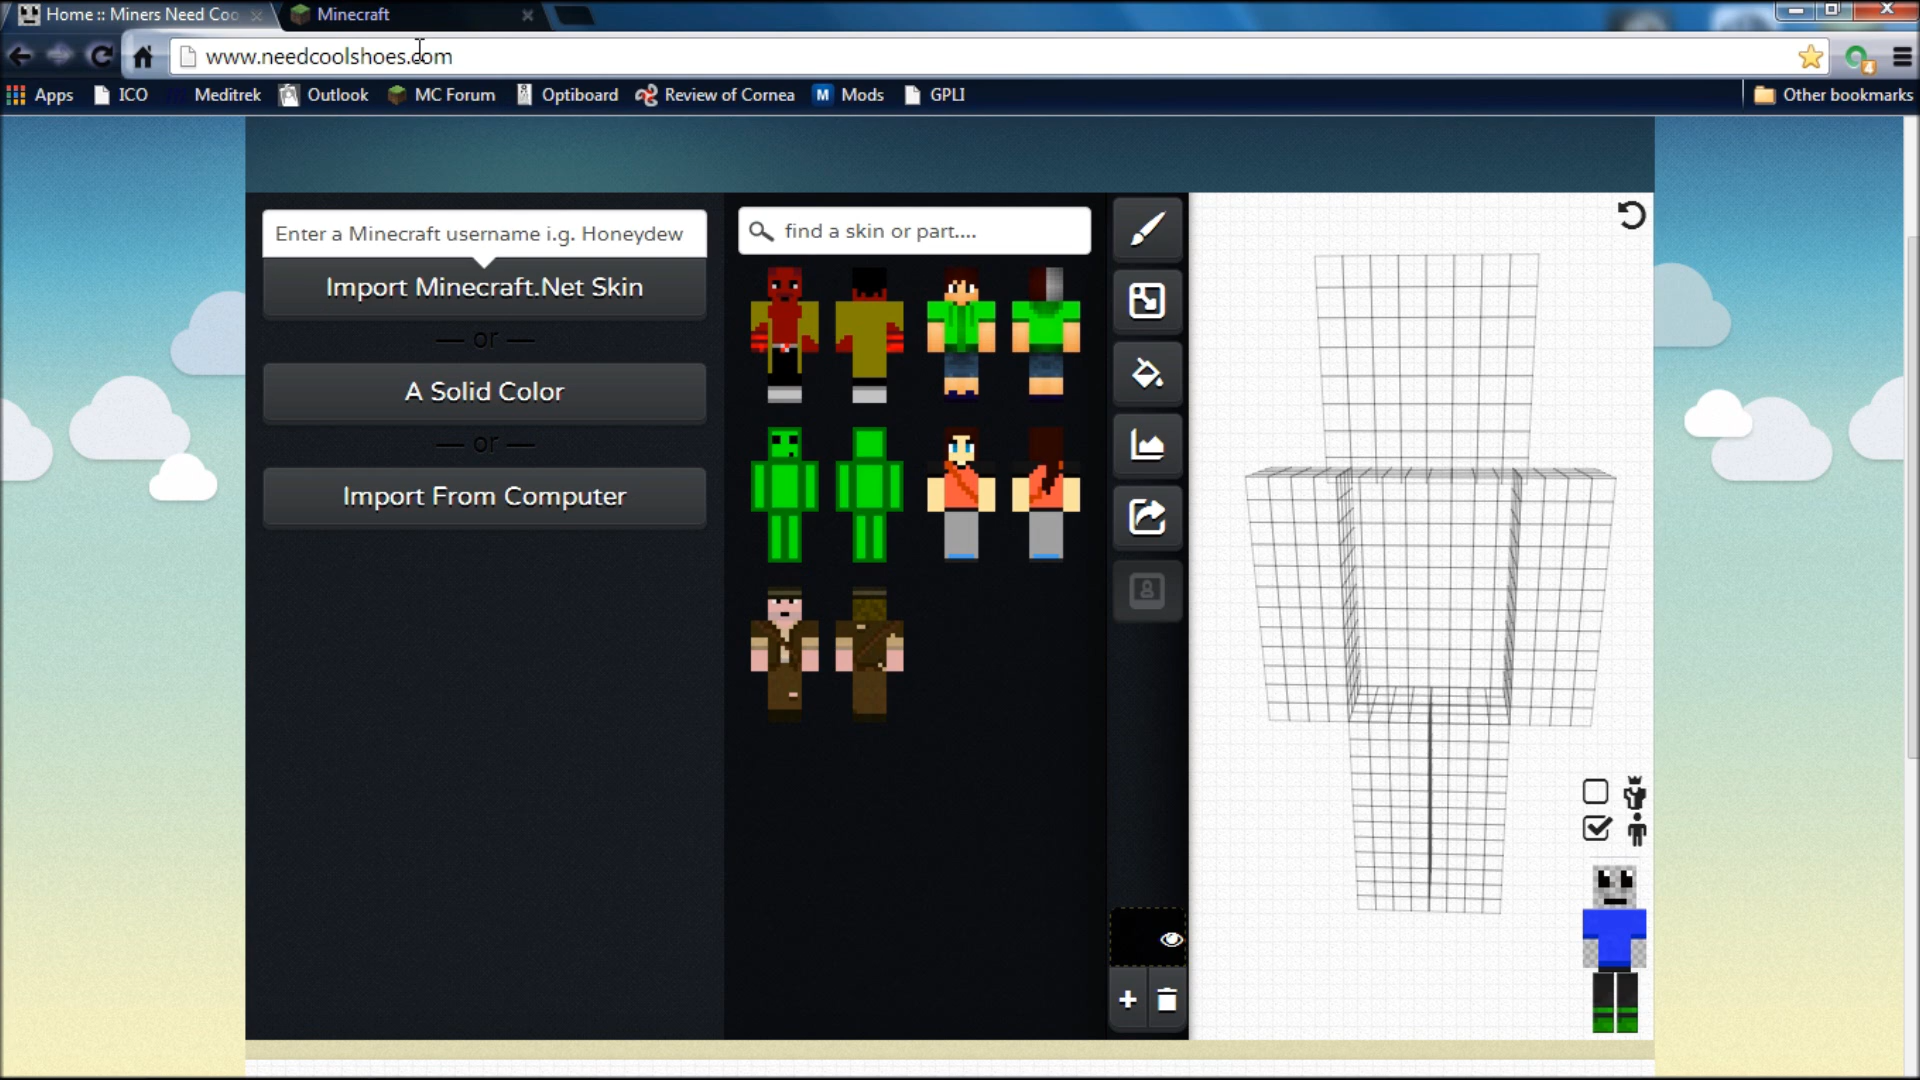 Home :: Miners Need Coo
Minecraft
www.needcoolshoes.com
Apps ICO Meditrek Outlook MC Forum Optiboard Review of Cornea M Mods GPLI Other bookmarks
4
Enter a Minecraft username i.g. Honeydew
find a skin or part....
Import Minecraft.Net Skin
— or —
A Solid Color
— or —
Import From Computer